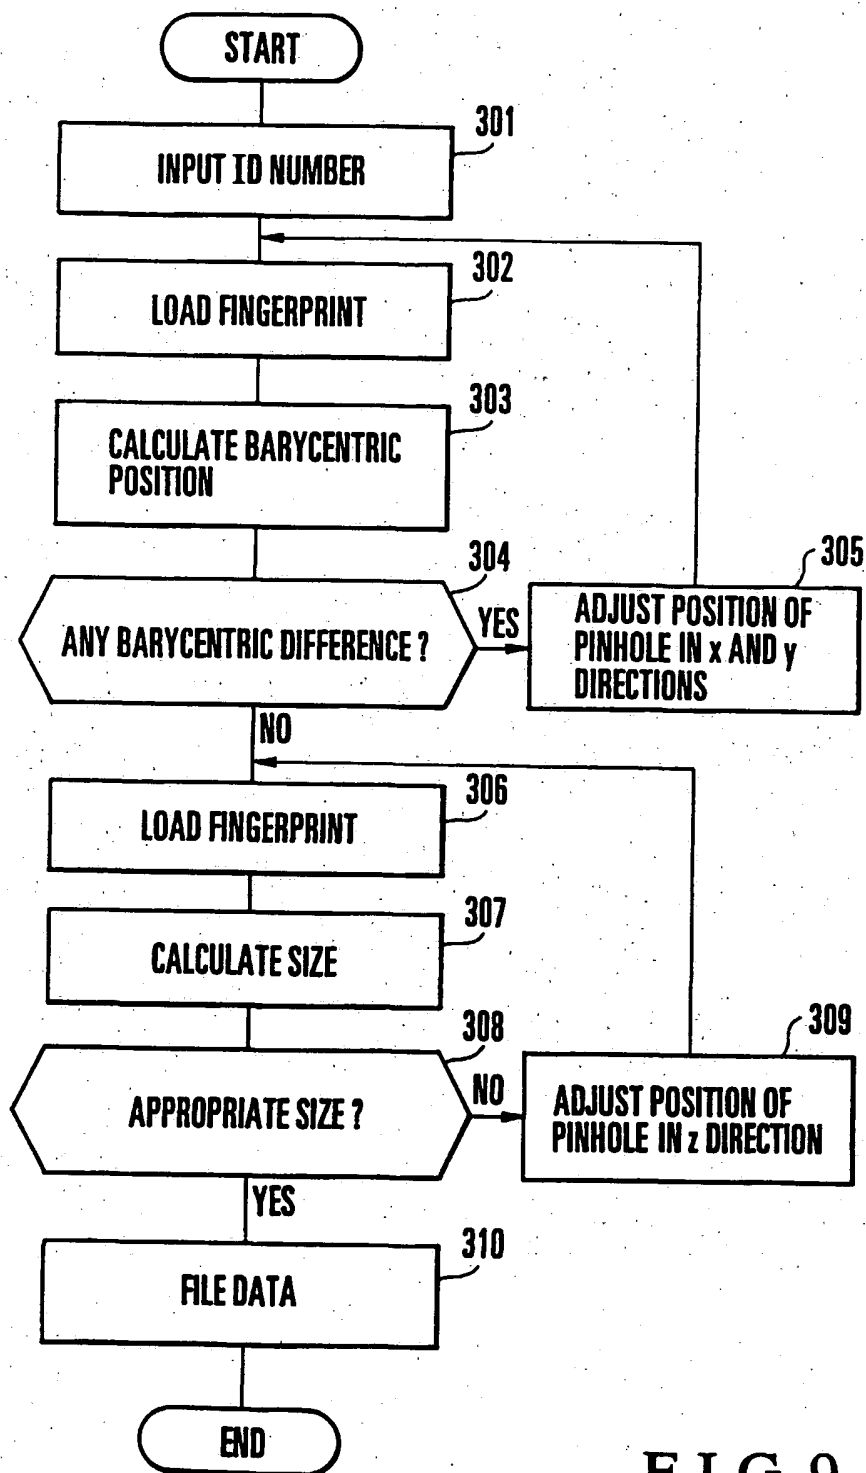 START
301
INPUT ID NUMBER
302
LOAD FINGERPRINT
303
CALCULATE BARYCENTRIC
POSITION
304
ANY BARYCENTRIC DIFFERENCE ?
YES
305
ADJUST POSITION OF
PINHOLE IN x AND y
DIRECTIONS
NO
306
LOAD FINGERPRINT
307
CALCULATE SIZE
308
APPROPRIATE SIZE ?
NO
309
ADJUST POSITION OF
PINHOLE IN z DIRECTION
YES
310
FILE DATA
END
FIG.9